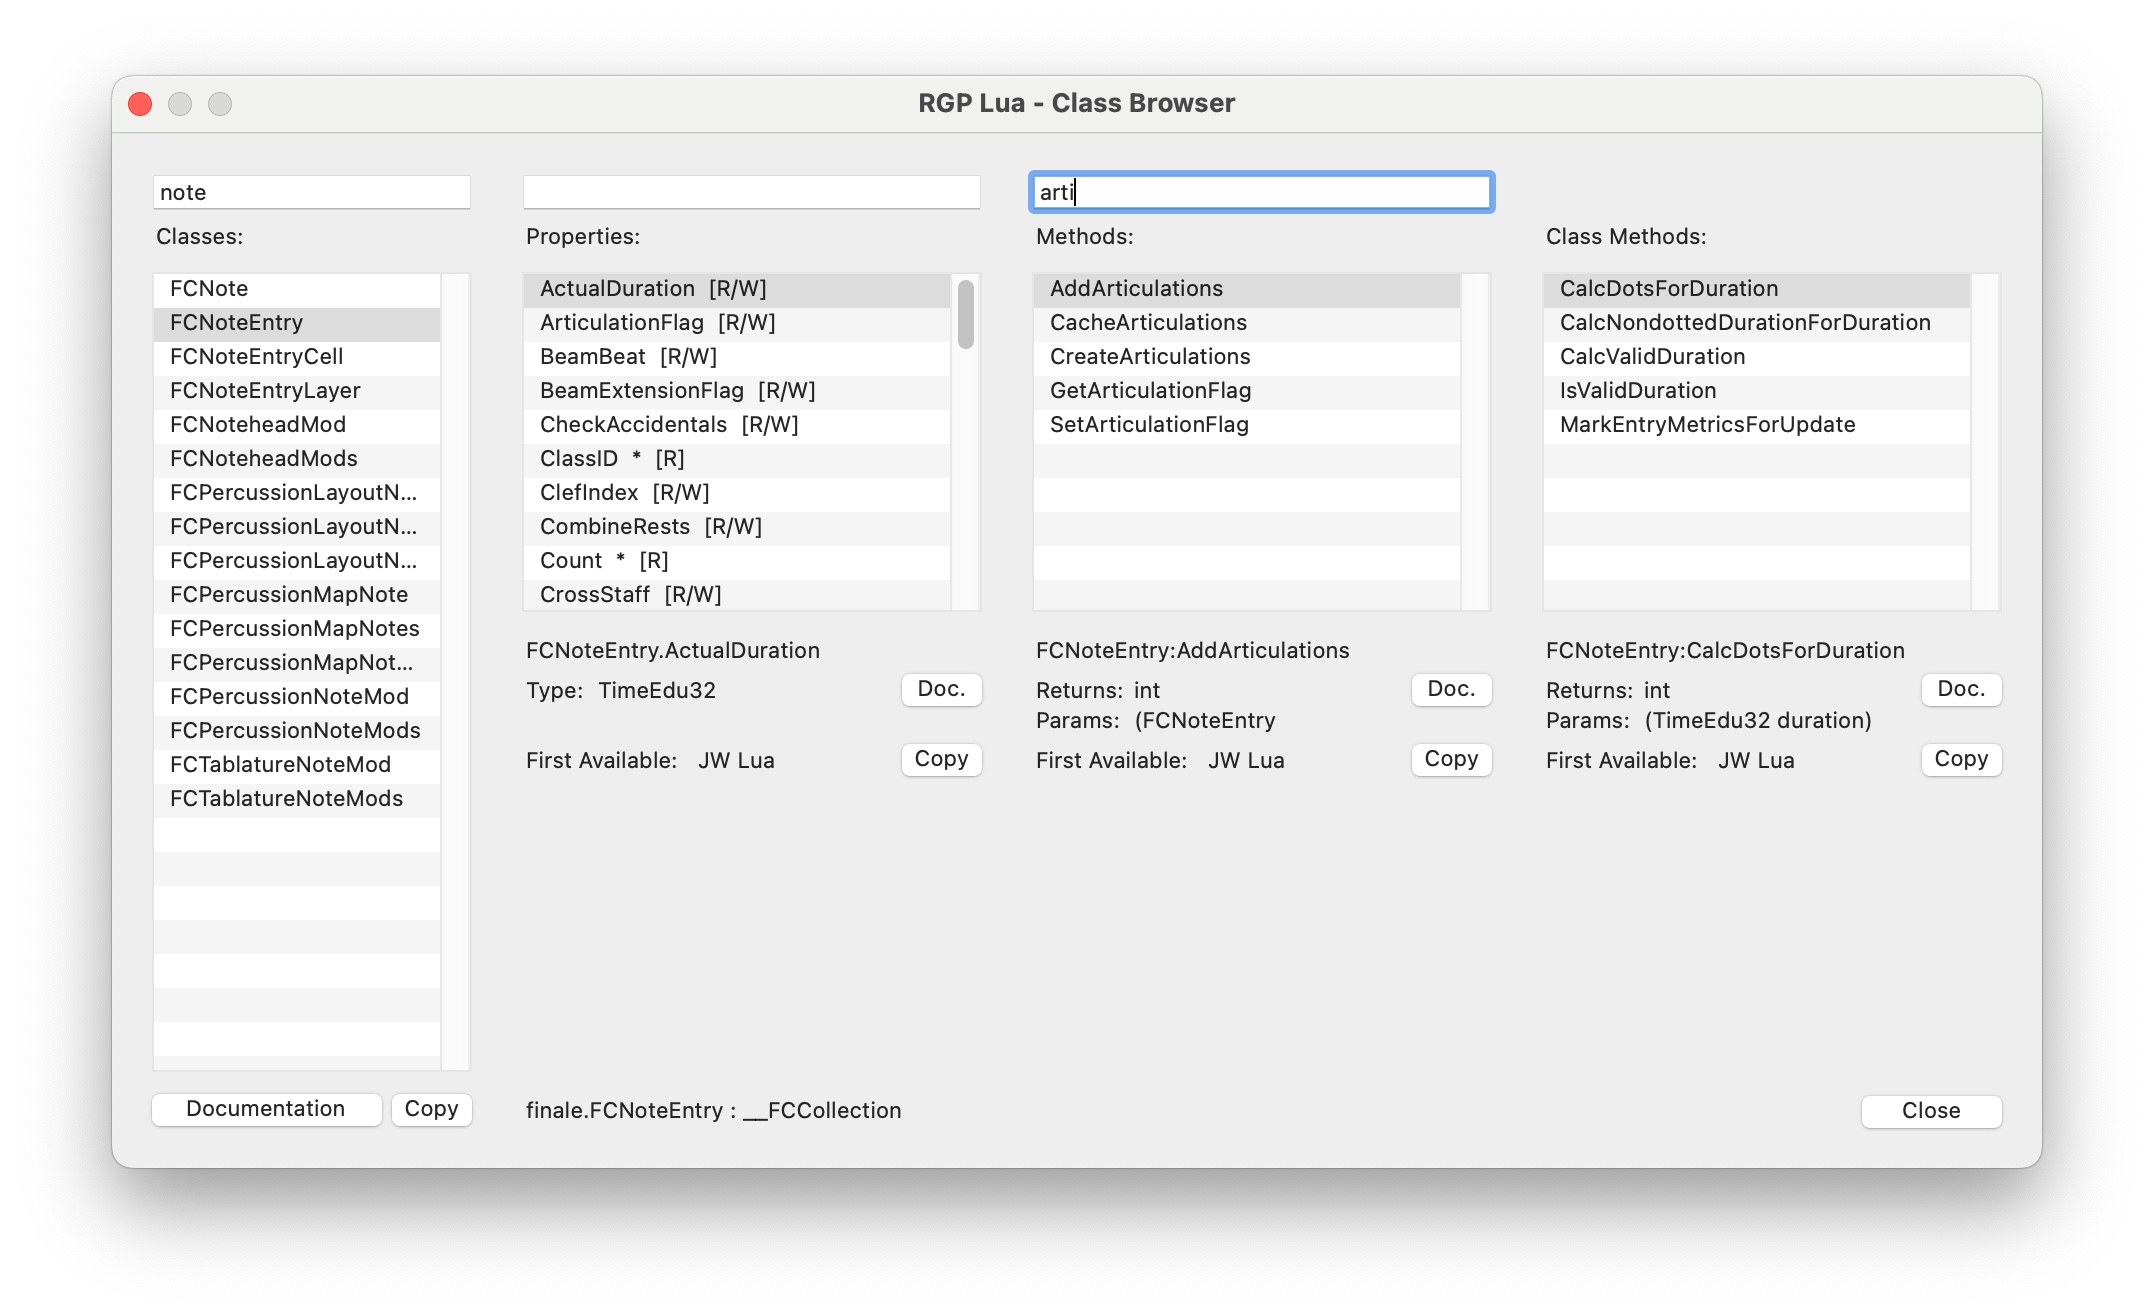 RGP Lua - Class Browser
note
arti
Classes:
Properties:
Methods:
Class Methods:
FCNote
FCNoteEntry
FCNoteEntryCell
FCNoteEntryLayer
FCNoteheadMod
FCNoteheadMods
FCPercussionLayoutN...
FCPercussionLayoutN...
FCPercussionLayoutN...
FCPercussionMapNote
FCPercussionMapNotes
FCPercussionMapNot...
FCPercussionNoteMod
FCPercussionNoteMods
FCTablatureNoteMod
FCTablatureNoteMods
Documentation
Copy
ActualDuration [R/W]
ArticulationFlag [R/W]
BeamBeat [R/W]
BeamExtensionFlag [R/W]
CheckAccidentals [R/W]
ClassID * [R]
ClefIndex [R/W]
CombineRests [R/W]
Count * [R]
CrossStaff [R/W]
FCNoteEntry.ActualDuration
Type: TimeEdu32
Doc.
First Available: JW Lua
Copy
AddArticulations
CacheArticulations
CreateArticulations
GetArticulationFlag
SetArticulationFlag
FCNoteEntry:AddArticulations
Returns: int
Doc.
Params: (FCNoteEntry
First Available: JW Lua
Copy
CalcDotsForDuration
CalcNondottedDurationForDuration
CalcValidDuration
IsValidDuration
MarkEntryMetricsForUpdate
FCNoteEntry:CalcDotsForDuration
Returns: int
Doc.
Params: (TimeEdu32 duration)
First Available: JW Lua
Copy
finale.FCNoteEntry : __FCCollection
Close